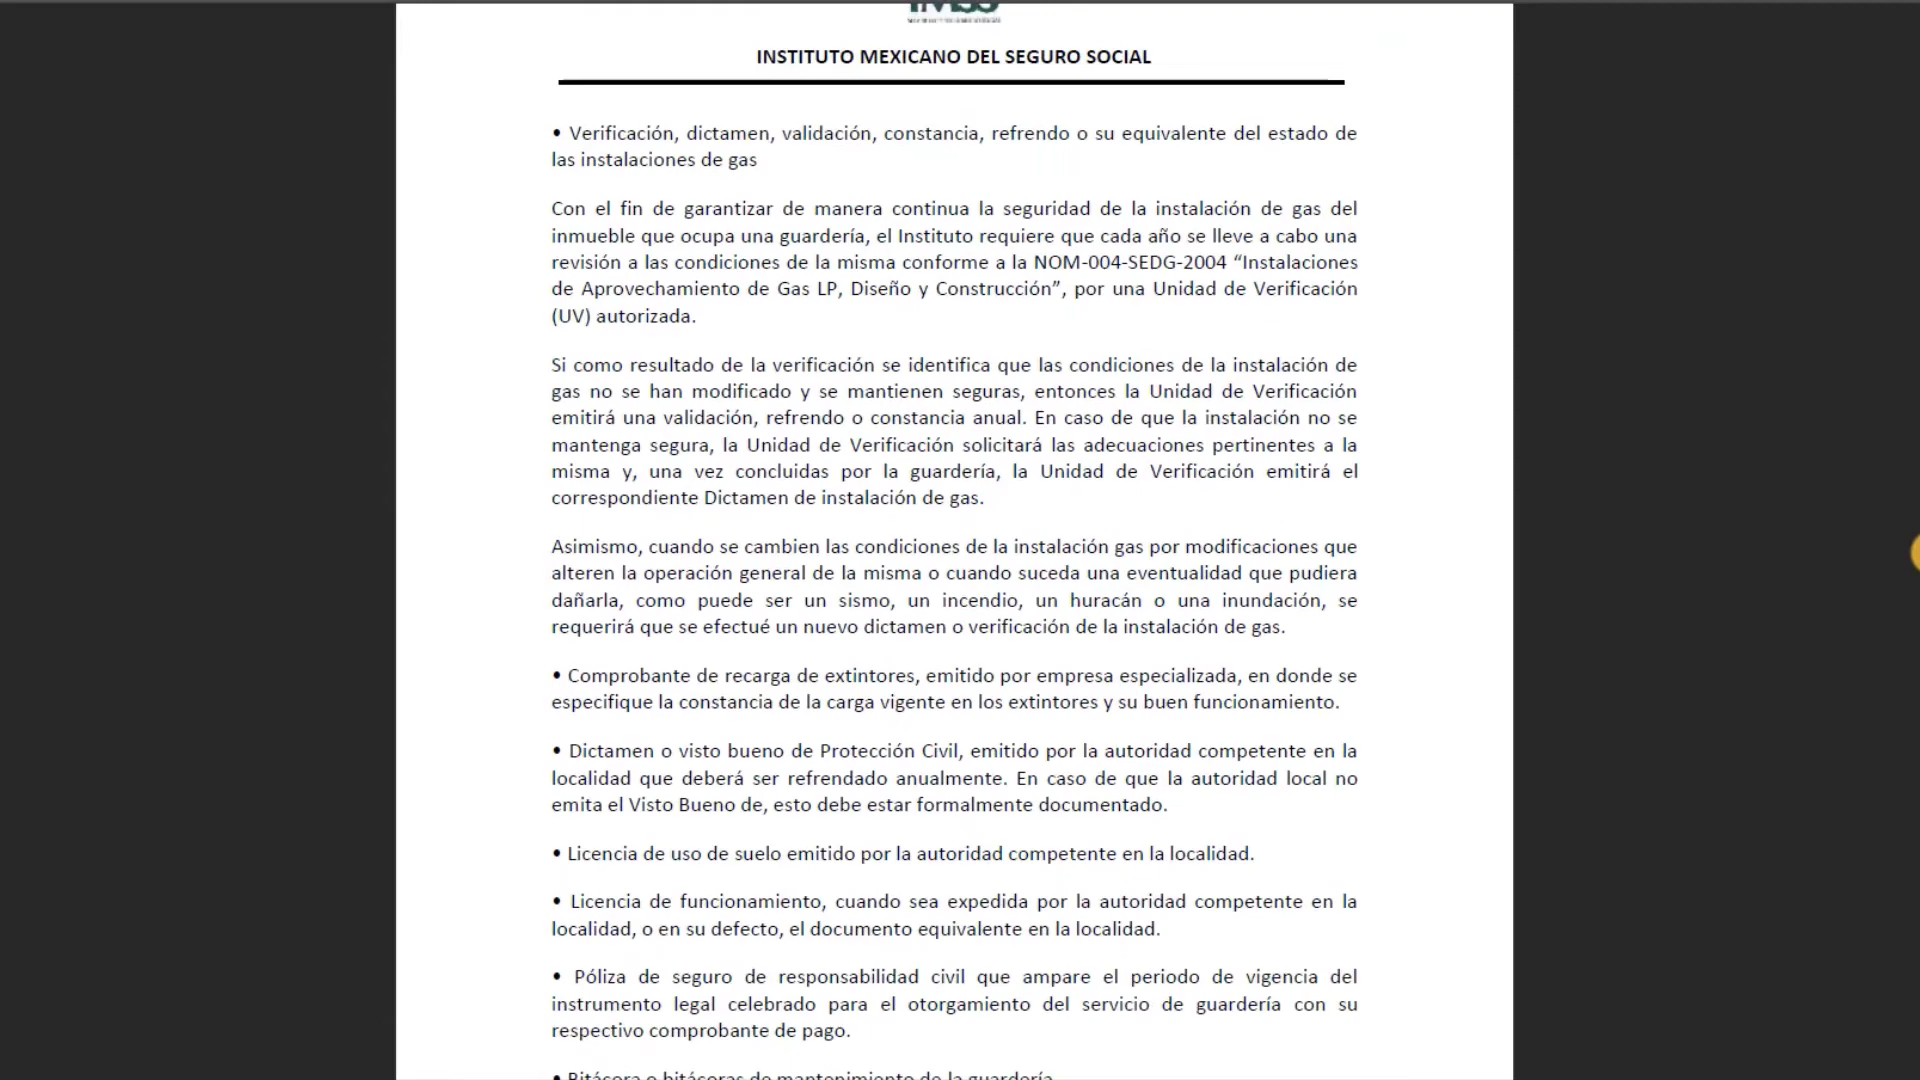 IMSS
INSTITUTO MEXICANO DEL SEGURO SOCIAL
• Verificación, dictamen, validación, constancia, refrendo o su equivalente del estado de
las instalaciones de gas
Con el fin de garantizar de manera continua la seguridad de la instalación de gas del
inmueble que ocupa una guardería, el Instituto requiere que cada año se lleve a cabo una
revisión a las condiciones de la misma conforme a la NOM-004-SEDG-2004 “Instalaciones
de Aprovechamiento de Gas LP, Diseño y Construcción”, por una Unidad de Verificación
(UV) autorizada.
Si como resultado de la verificación se identifica que las condiciones de la instalación de
gas no se han modificado y se mantienen seguras, entonces la Unidad de Verificación
emitirá una validación, refrendo o constancia anual. En caso de que la instalación no se
mantenga segura, la Unidad de Verificación solicitará las adecuaciones pertinentes a la
misma y, una vez concluidas por la guardería, la Unidad de Verificación emitirá el
correspondiente Dictamen de instalación de gas.
Asimismo, cuando se cambien las condiciones de la instalación gas por modificaciones que
alteren la operación general de la misma o cuando suceda una eventualidad que pudiera
dañarla, como puede ser un sismo, un incendio, un huracán o una inundación, se
requerirá que se efectué un nuevo dictamen o verificación de la instalación de gas.
• Comprobante de recarga de extintores, emitido por empresa especializada, en donde se
especifique la constancia de la carga vigente en los extintores y su buen funcionamiento.
• Dictamen o visto bueno de Protección Civil, emitido por la autoridad competente en la
localidad que deberá ser refrendado anualmente. En caso de que la autoridad local no
emita el Visto Bueno de, esto debe estar formalmente documentado.
• Licencia de uso de suelo emitido por la autoridad competente en la localidad.
• Licencia de funcionamiento, cuando sea expedida por la autoridad competente en la
localidad, o en su defecto, el documento equivalente en la localidad.
• Póliza de seguro de responsabilidad civil que ampare el periodo de vigencia del
instrumento legal celebrado para el otorgamiento del servicio de guardería con su
respectivo comprobante de pago.
• Bitácora o bitácoras de mantenimiento de la guardería